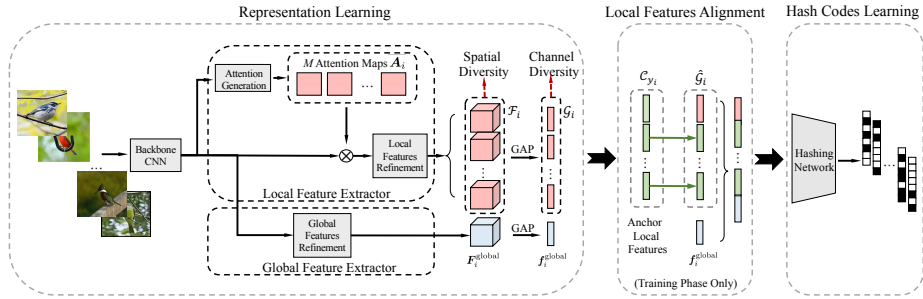 Representation Learning
Local Features Alignment
Hash Codes Learning
Spatial
Diversity
Channel
Diversity
Attention
Generation
M Attention Maps A_i
ℱ_i
𝒢_i
𝒞_{y_i}
𝒢̂_i
...
Backbone
CNN
⊗
Local
Features
Refinement
GAP
Local Feature Extractor
Hashing
Network
Global
Features
Refinement
GAP
Global Feature Extractor
F_i^global
f_i^global
Anchor
Local
Features
f_i^global
(Training Phase Only)